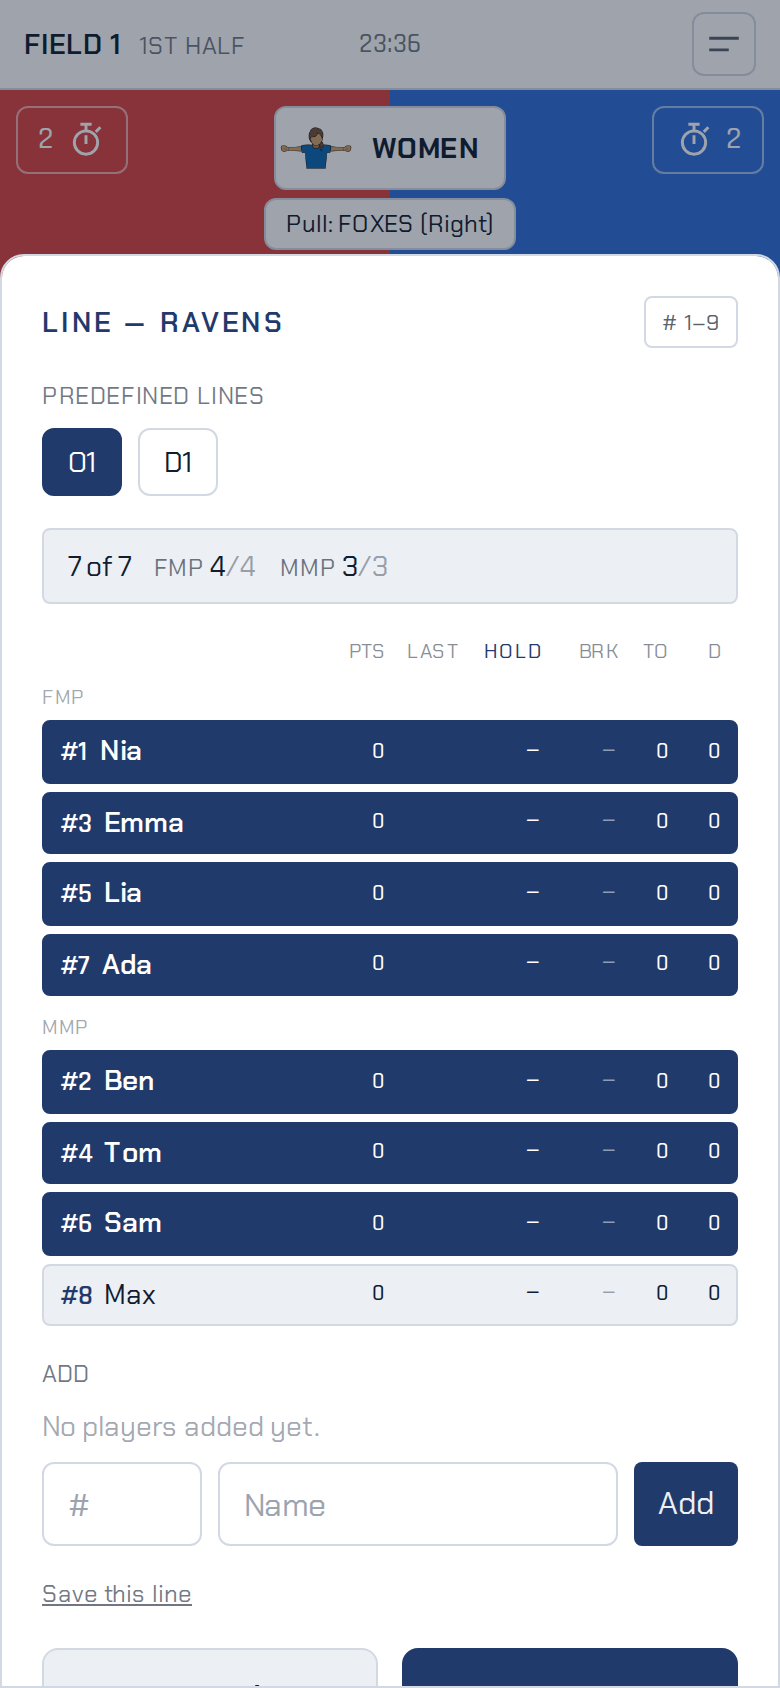 FIELD 1 1ST HALF 23:36
2 WOMEN 2
Pull: FOXES (Right)
LINE — RAVENS # 1–9
PREDEFINED LINES
O1 D1
7 of 7 FMP 4/4 MMP 3/3
PTS LAST HOLD BRK TO D
FMP
#1 Nia 0 – – 0 0
#3 Emma 0 – – 0 0
#5 Lia 0 – – 0 0
#7 Ada 0 – – 0 0
MMP
#2 Ben 0 – – 0 0
#4 Tom 0 – – 0 0
#6 Sam 0 – – 0 0
#8 Max 0 – – 0 0
ADD
No players added yet.
# Name Add
Save this line